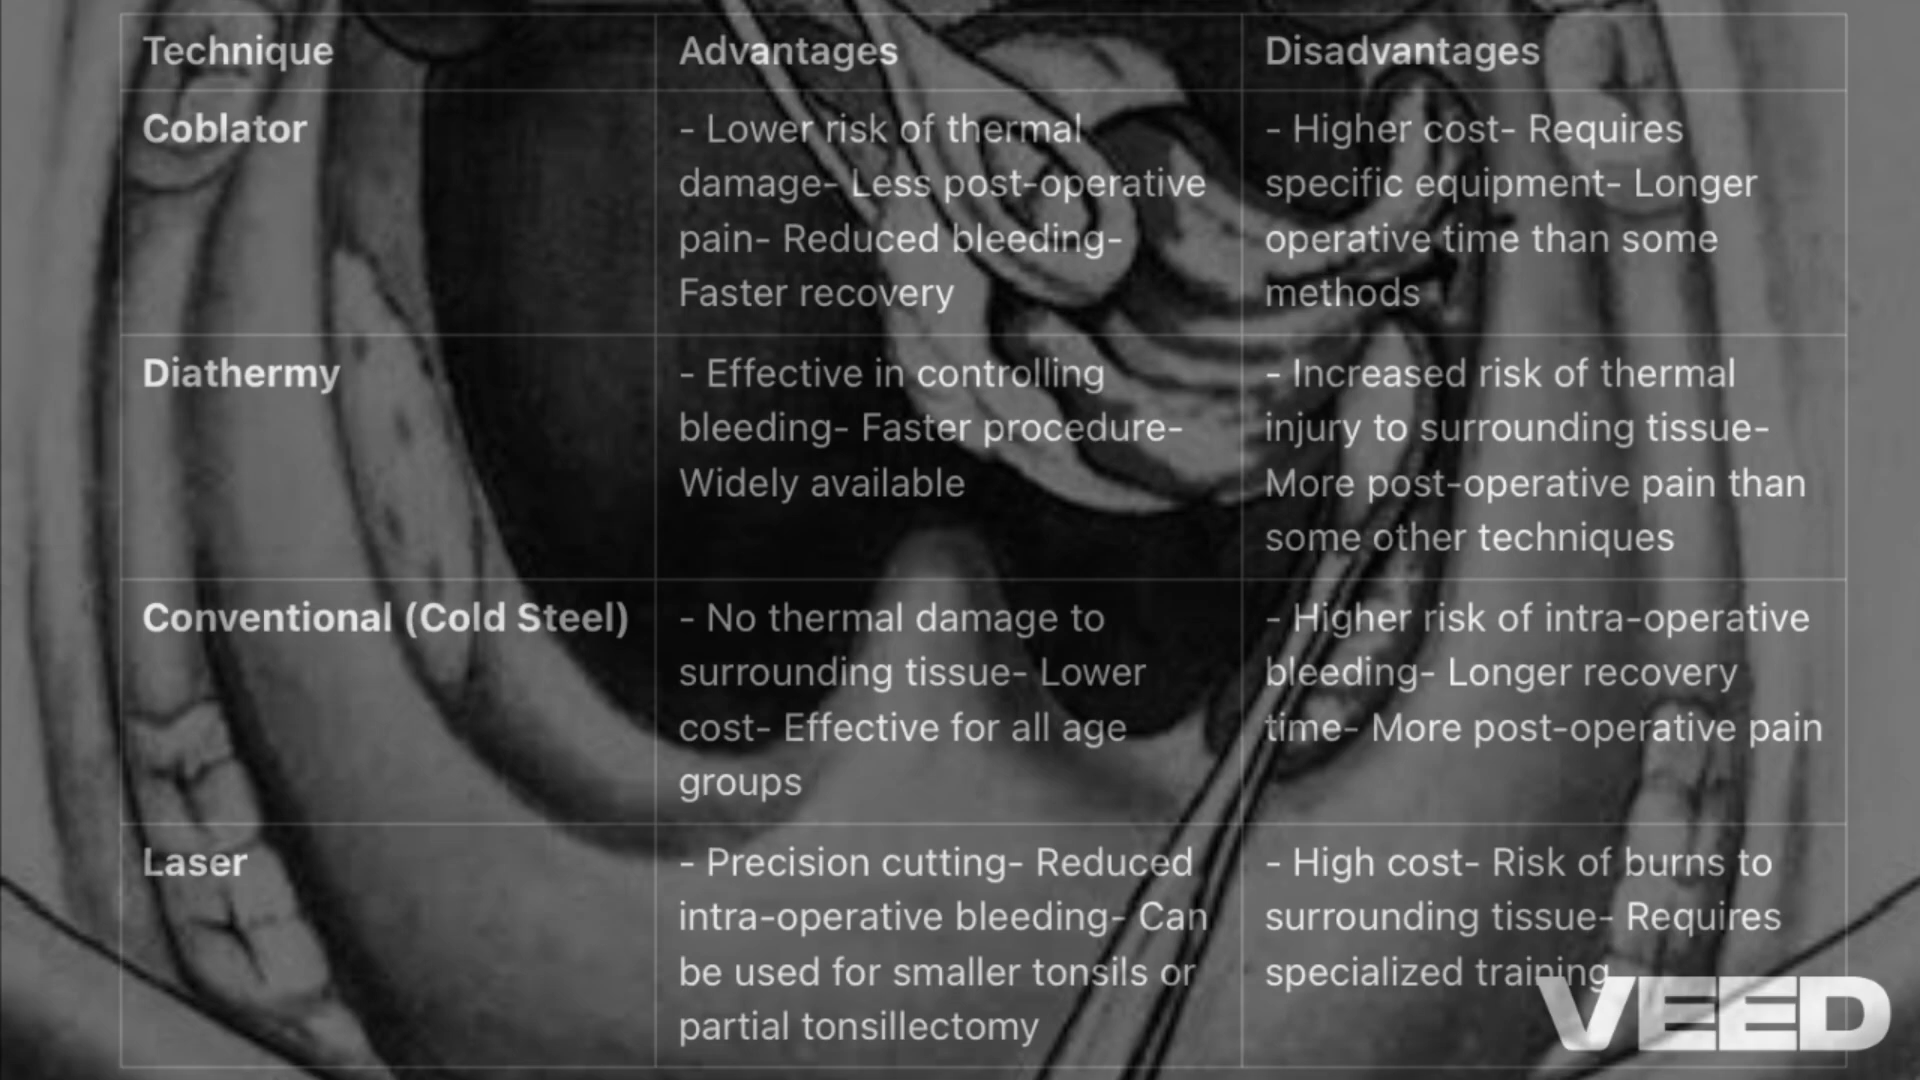 Technique
Advantages
Disadvantages
Coblator
- Lower risk of thermal
damage- Less post-operative
pain- Reduced bleeding-
Faster recovery
- Higher cost- Requires
specific equipment- Longer
operative time than some
methods
Diathermy
- Effective in controlling
bleeding- Faster procedure-
Widely available
- Increased risk of thermal
injury to surrounding tissue-
More post-operative pain than
some other techniques
Conventional (Cold Steel)
- No thermal damage to
surrounding tissue- Lower
cost- Effective for all age
groups
- Higher risk of intra-operative
bleeding- Longer recovery
time- More post-operative pain
Laser
- Precision cutting- Reduced
intra-operative bleeding- Can
be used for smaller tonsils or
partial tonsillectomy
- High cost- Risk of burns to
surrounding tissue- Requires
specialized training
VEED